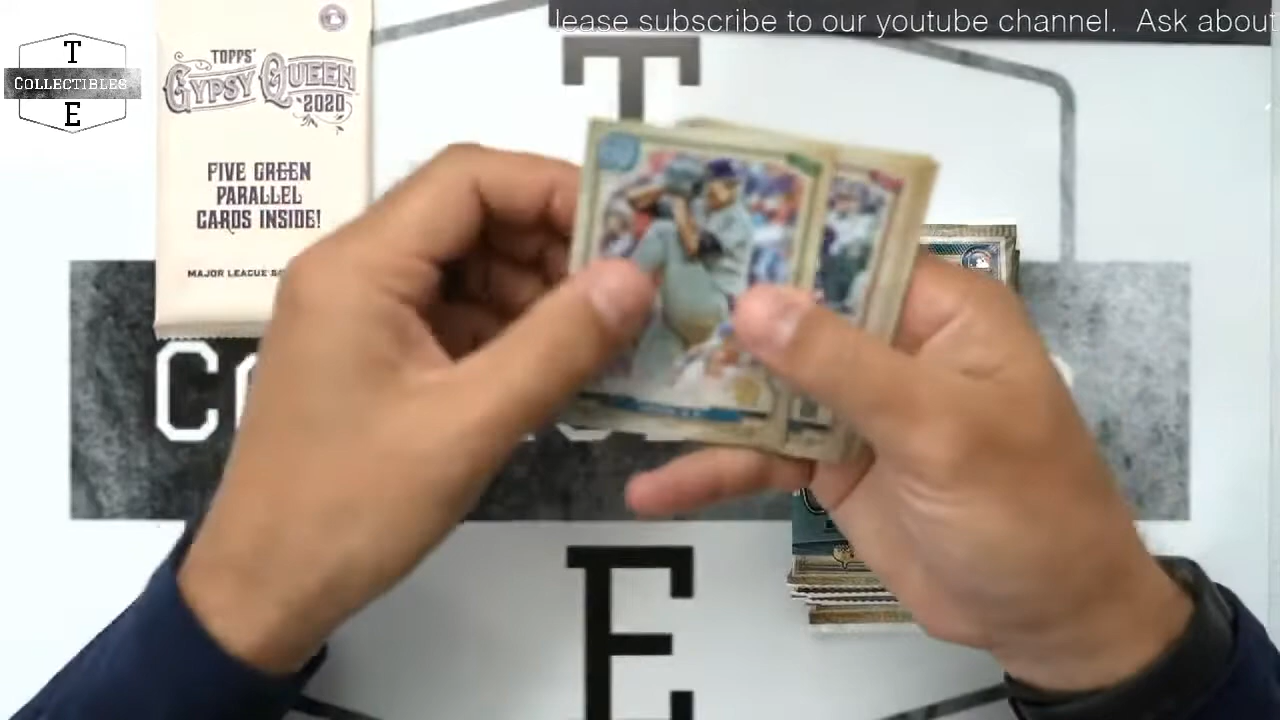 lease subscribe to our youtube channel. Ask about
T
COLLECTIBLES
E
TOPPS
GYPSY QUEEN
2020
FIVE GREEN
PARALLEL
CARDS INSIDE!
MAJOR LEAGUE
T
E